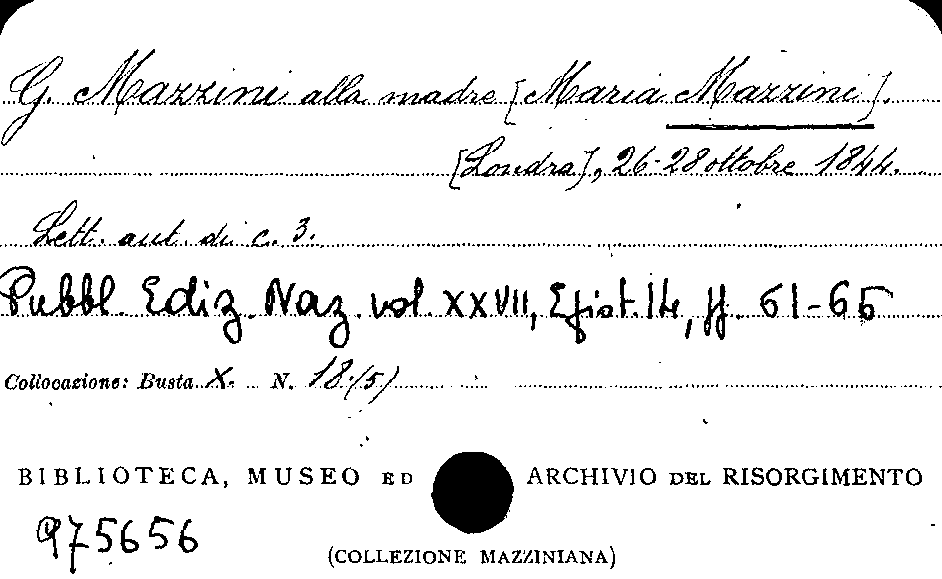 G. Mazzini alla madre [Maria Mazzini].
[Londra], 26-28 ottobre 1844.
Lett. aut. di c. 3.
Pubbl. Ediz. Naz. vol. XXVII, Epist. 14, pp. 61-65
Collocazione: Busta X. N. 18.(5)
BIBLIOTECA, MUSEO ED ARCHIVIO DEL RISORGIMENTO
975656
(COLLEZIONE MAZZINIANA)